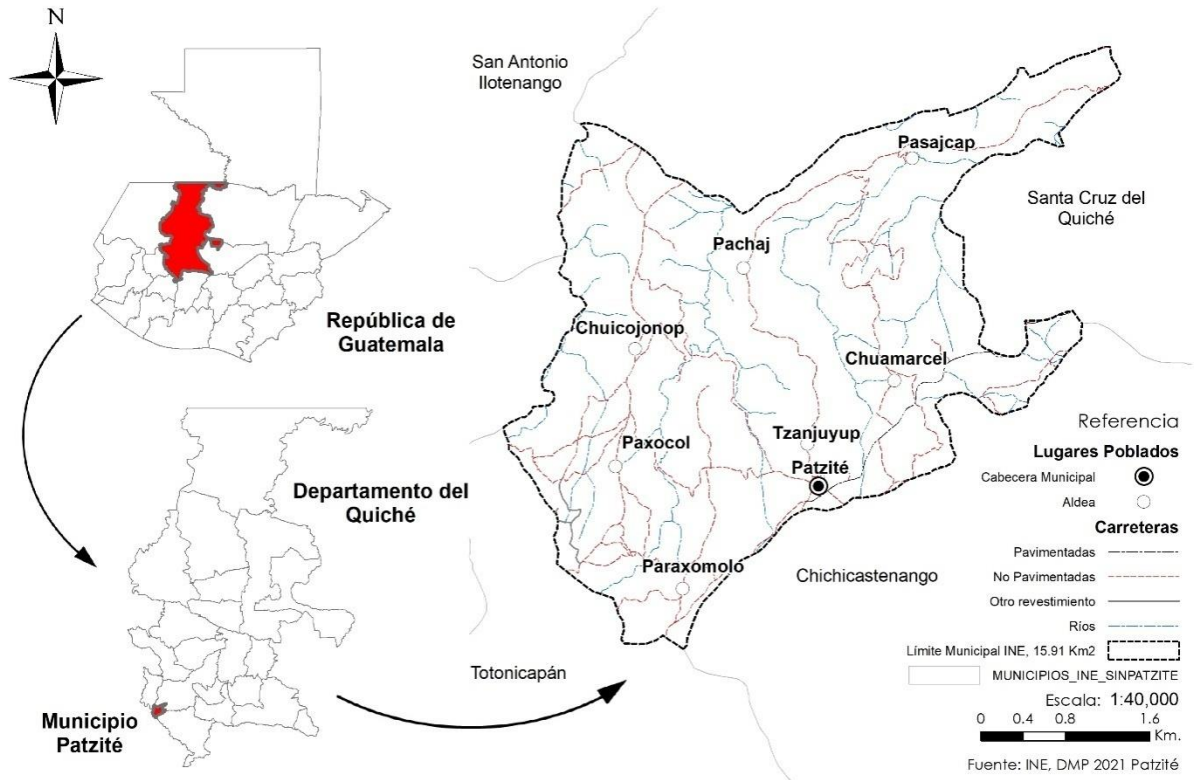 N
San Antonio
Ilotenango
Pasajcap
Santa Cruz del
Quiché
Pachaj
República de
Guatemala
Chuicojonop
Chuamarcel
Referencia
Tzanjuyup
Paxocol
Lugares Poblados
Patzité
Cabecera Municipal
Departamento del
Quiché
Aldea
Carreteras
Pavimentadas
Paraxomolo
Chichicastenango
No Pavimentadas
Otro revestimiento
Ríos
Límite Municipal INE, 15.91 Km2
Totonicapán
MUNICIPIOS_INE_SINPATZITE
Escala: 1:40,000
Municipio
Patzité
0 0.4 0.8 1.6
Km.
Fuente: INE, DMP 2021 Patzité